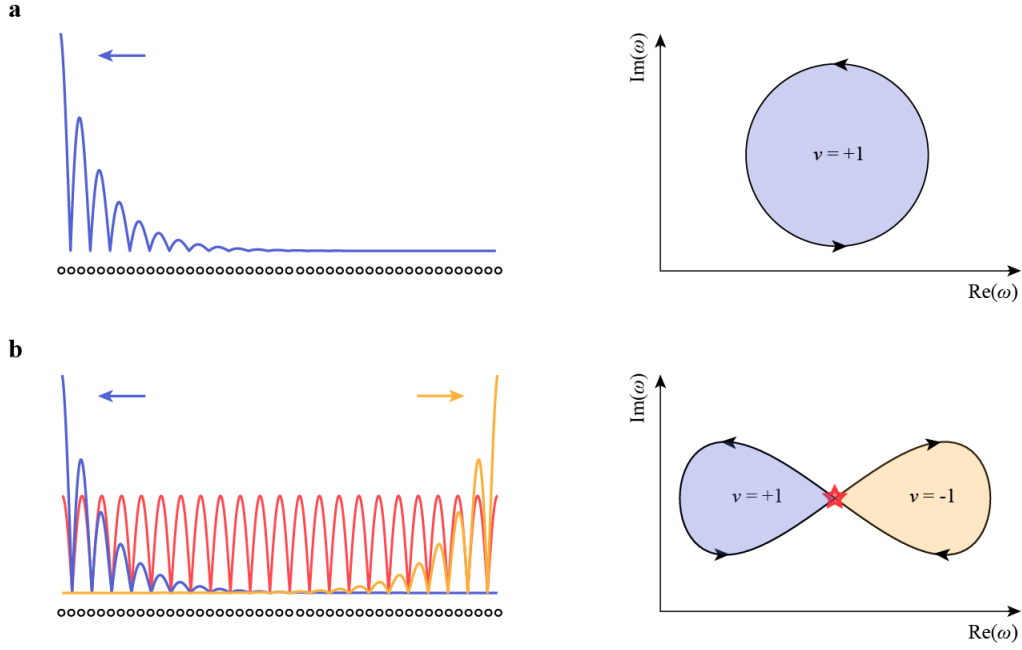 a
Im(ω)
ν = +1
Re(ω)
b
Im(ω)
ν = +1
ν = -1
Re(ω)